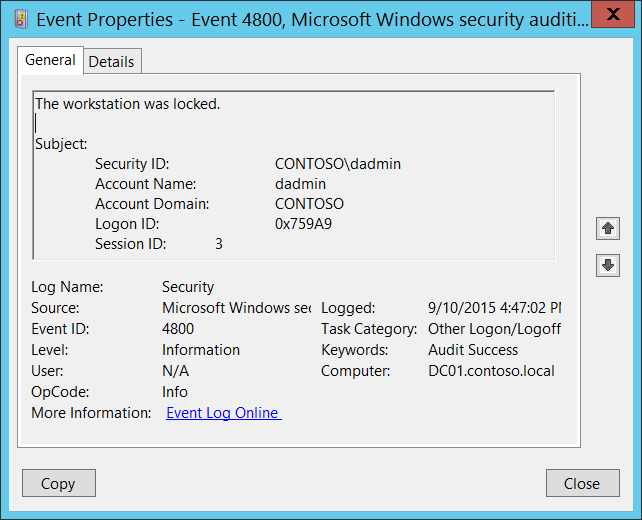 Event Properties - Event 4800, Microsoft Windows security auditi...
X
General
Details
The workstation was locked.
Subject:
Security ID: CONTOSO\dadmin
Account Name: dadmin
Account Domain: CONTOSO
Logon ID: 0x759A9
Session ID: 3
Log Name: Security
Source: Microsoft Windows sec Logged: 9/10/2015 4:47:02 PM
Event ID: 4800 Task Category: Other Logon/Logoff
Level: Information Keywords: Audit Success
User: N/A Computer: DC01.contoso.local
OpCode: Info
More Information: Event Log Online
Copy Close